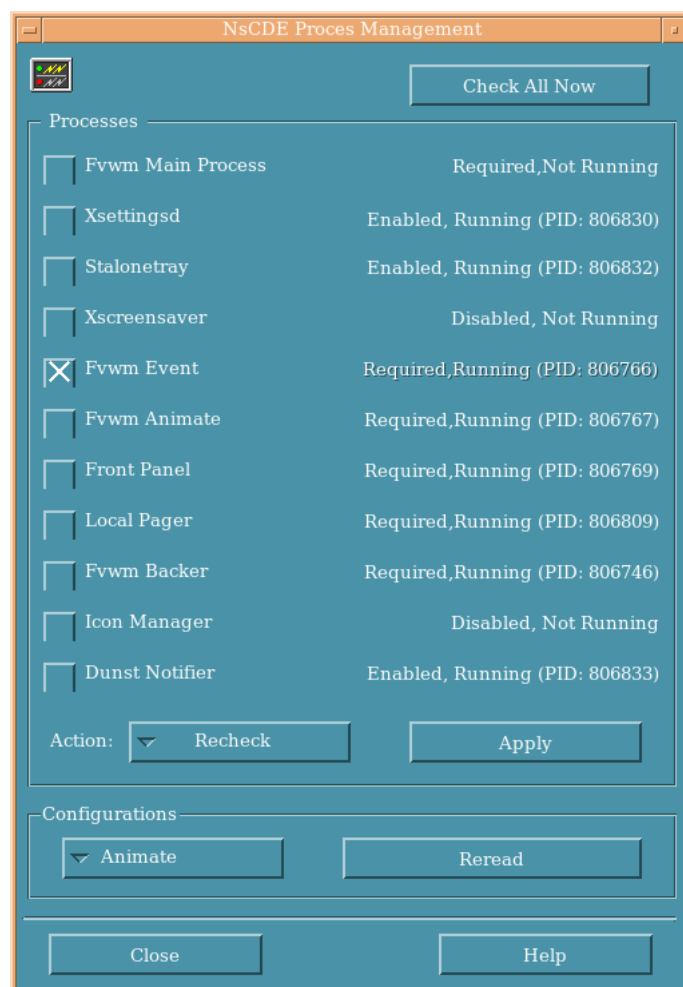 NsCDE Proces Management
Check All Now
Processes
Fvwm Main Process Required,Not Running
Xsettingsd Enabled, Running (PID: 806830)
Stalonetray Enabled, Running (PID: 806832)
Xscreensaver Disabled, Not Running
Fvwm Event Required,Running (PID: 806766)
Fvwm Animate Required,Running (PID: 806767)
Front Panel Required,Running (PID: 806769)
Local Pager Required,Running (PID: 806809)
Fvwm Backer Required,Running (PID: 806746)
Icon Manager Disabled, Not Running
Dunst Notifier Enabled, Running (PID: 806833)
Action: Recheck Apply
Configurations
Animate Reread
Close Help